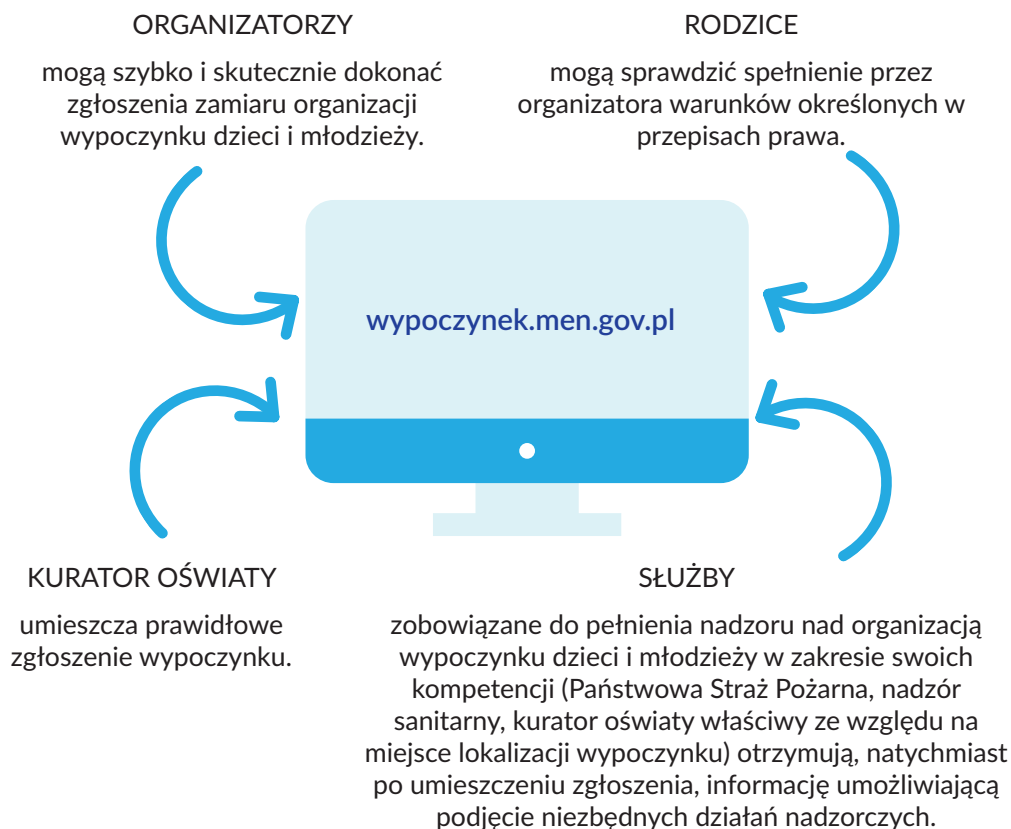 ORGANIZATORZY
mogą szybko i skutecznie dokonać
zgłoszenia zamiaru organizacji
wypoczynku dzieci i młodzieży.
RODZICE
mogą sprawdzić spełnienie przez
organizatora warunków określonych w
przepisach prawa.
wypoczynek.men.gov.pl
KURATOR OŚWIATY
umieszcza prawidłowe
zgłoszenie wypoczynku.
SŁUŻBY
zobowiązane do pełnienia nadzoru nad organizacją
wypoczynku dzieci i młodzieży w zakresie swoich
kompetencji (Państwowa Straż Pożarna, nadzór
sanitarny, kurator oświaty właściwy ze względu na
miejsce lokalizacji wypoczynku) otrzymują, natychmiast
po umieszczeniu zgłoszenia, informację umożliwiającą
podjęcie niezbędnych działań nadzorczych.